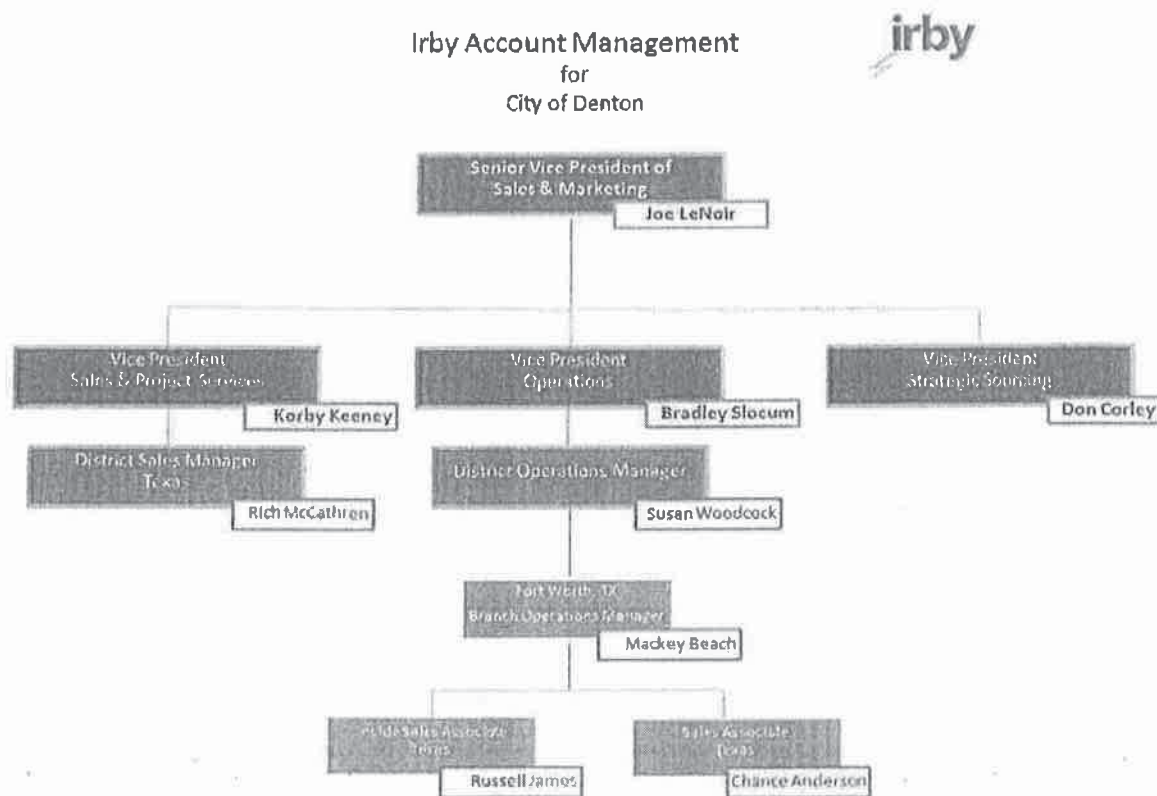 irby
Irby Account Management
for
City of Denton
Senior Vice President of
Sales & Marketing
Joe LeNoir
Vice President
Sales & Project Services
Korby Keeney
Vice President
Operations
Bradley Slocum
Vice President
Strategic Sourcing
Don Corley
District Sales Manager
Texas
Rich McCathren
District Operations Manager
Susan Woodcock
Fort Worth, TX
Branch Operations Manager
Mackey Beach
Inside Sales Associate
Texas
Russell James
Sales Associate
Texas
Chance Anderson